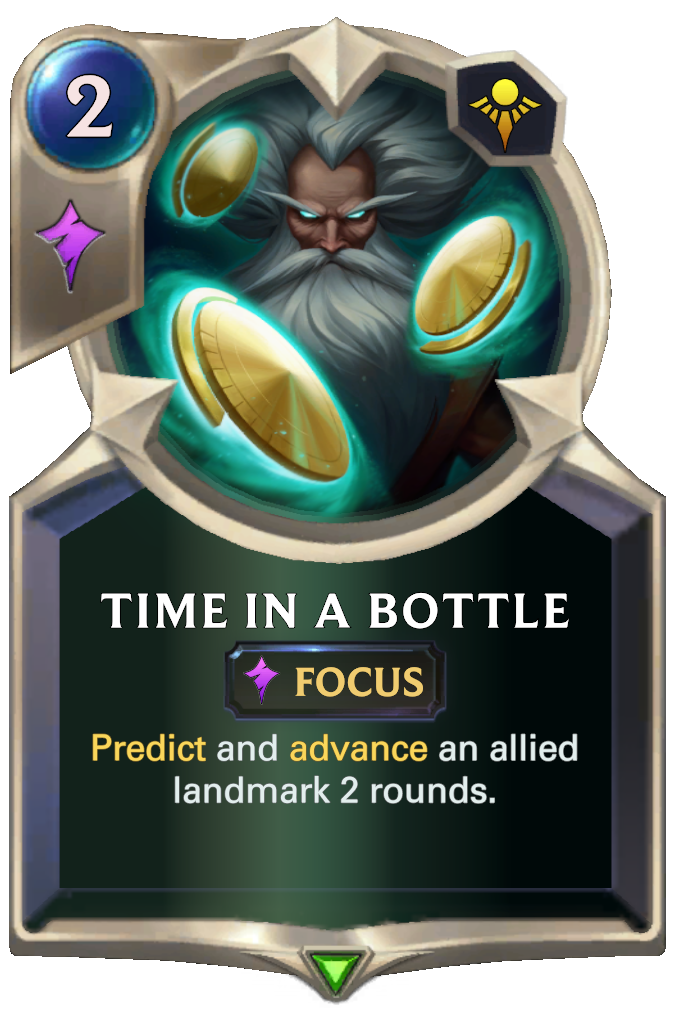 2
TIME IN A BOTTLE
FOCUS
Predict and advance an allied
landmark 2 rounds.